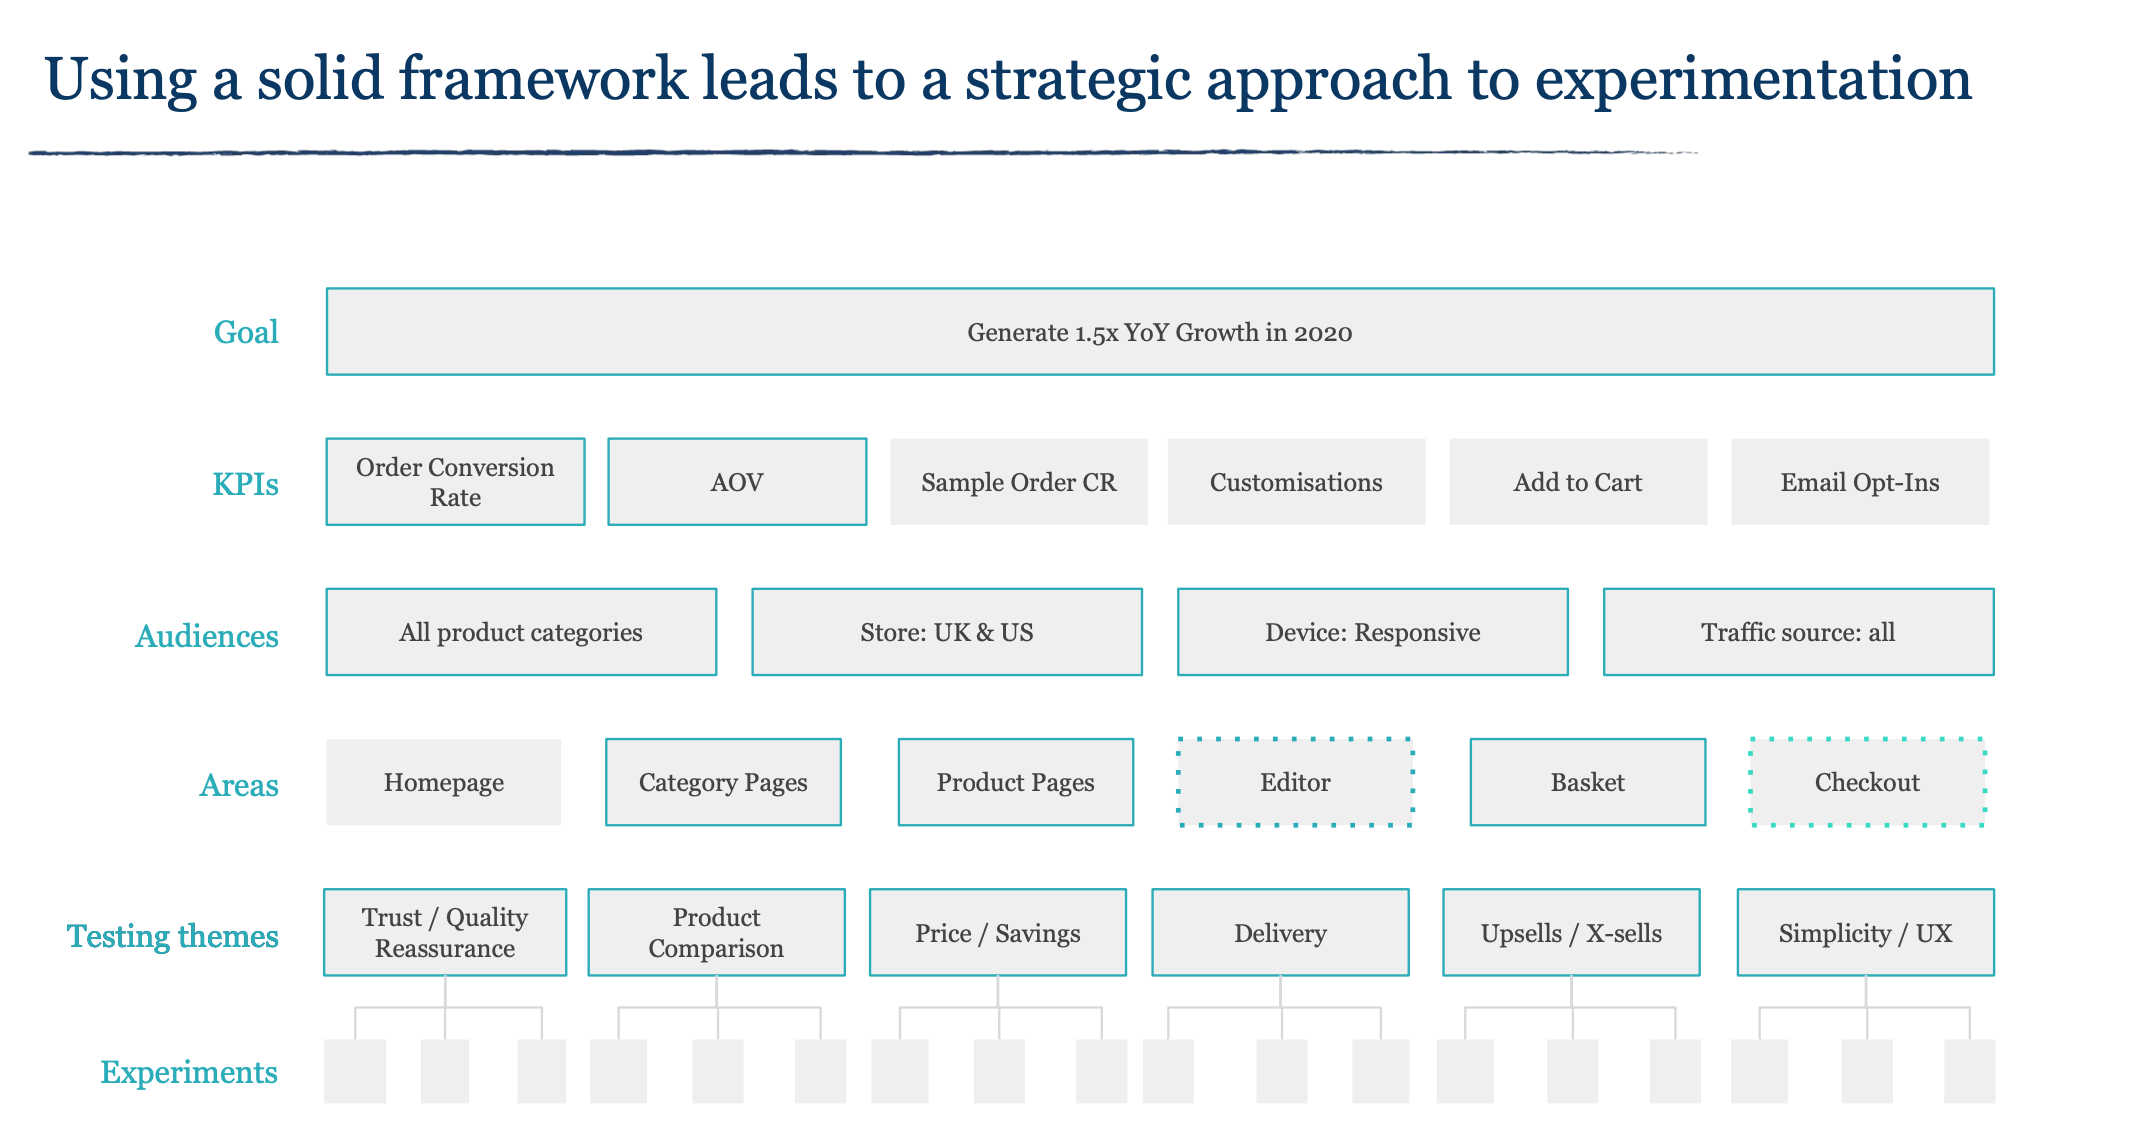 Using a solid framework leads to a strategic approach to experimentation
Goal
Generate 1.5x YoY Growth in 2020
KPIs
Order Conversion
Rate
AOV
Sample Order CR
Customisations
Add to Cart
Email Opt-Ins
Audiences
All product categories
Store: UK & US
Device: Responsive
Traffic source: all
Areas
Homepage
Category Pages
Product Pages
Editor
Basket
Checkout
Testing themes
Trust / Quality
Reassurance
Product
Comparison
Price / Savings
Delivery
Upsells / X-sells
Simplicity / UX
Experiments